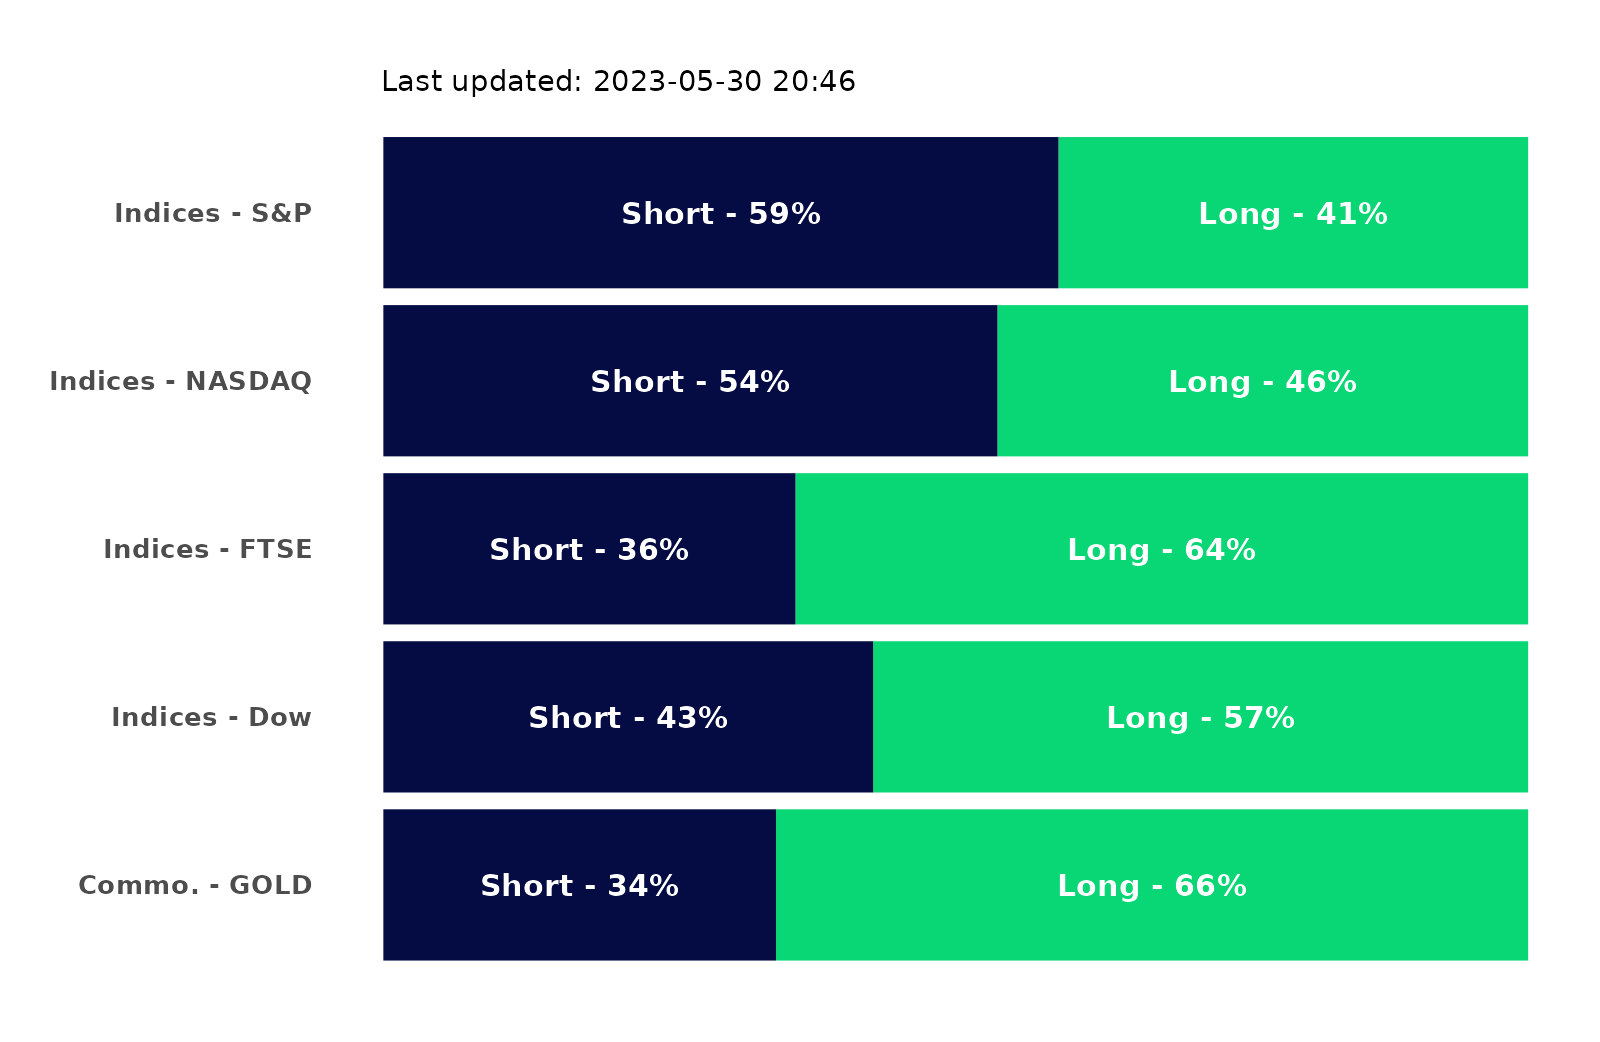 Last updated: 2023-05-30 20:46
Indices - S&P Short - 59% Long - 41%
Indices - NASDAQ Short - 54% Long - 46%
Indices - FTSE Short - 36% Long - 64%
Indices - Dow Short - 43% Long - 57%
Commo. - GOLD Short - 34% Long - 66%